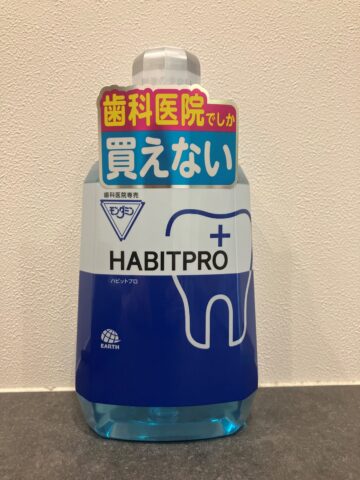 歯科医院でしか
買えない
歯科医院専売
モンダミン
HABITPRO
ハビットプロ
EARTH